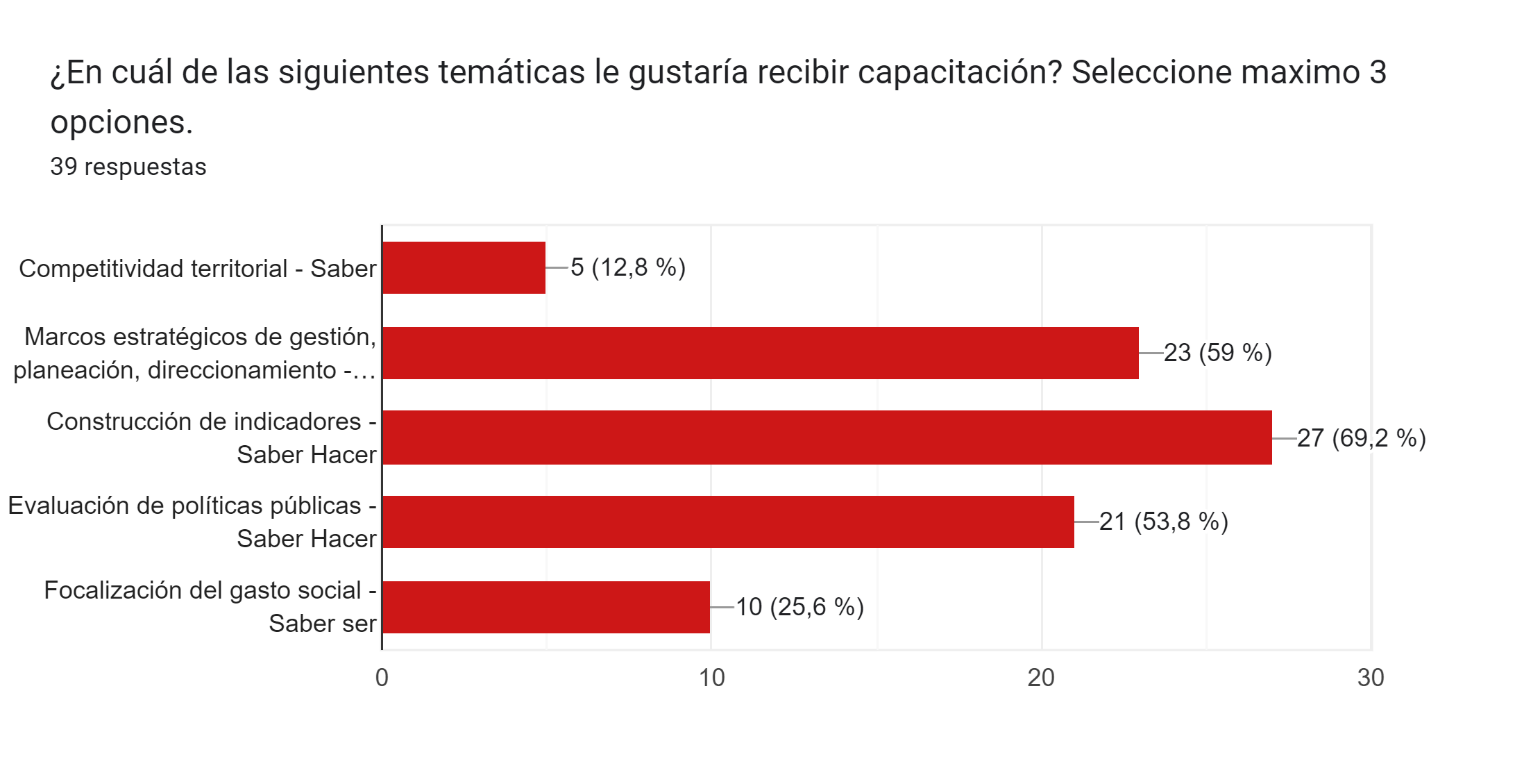 ¿En cuál de las siguientes temáticas le gustaría recibir capacitación? Seleccione maximo 3
opciones.
39 respuestas
Competitividad territorial - Saber
5 (12,8 %)
Marcos estratégicos de gestión,
planeación, direccionamiento -…
23 (59 %)
Construcción de indicadores -
Saber Hacer
27 (69,2 %)
Evaluación de políticas públicas -
Saber Hacer
21 (53,8 %)
Focalización del gasto social -
Saber ser
10 (25,6 %)
0 10 20 30